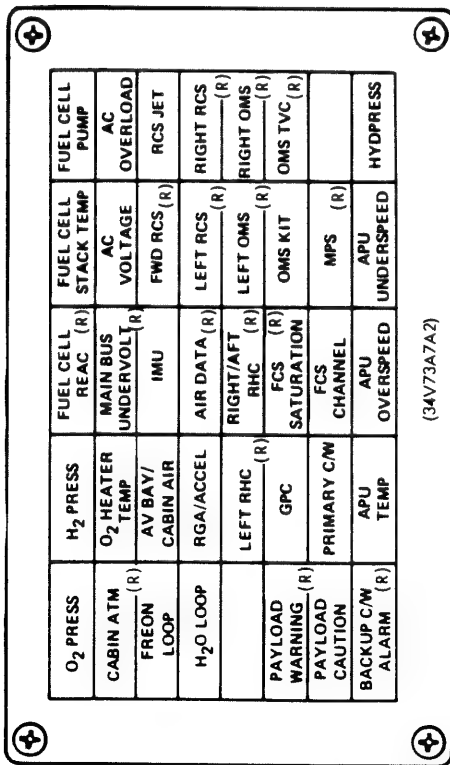 O₂ PRESS
H₂ PRESS
FUEL CELL
REAC (R)
FUEL CELL
STACK TEMP
FUEL CELL
PUMP
CABIN ATM
(R)
O₂ HEATER
TEMP
MAIN BUS
UNDERVOLT
(R)
AC
VOLTAGE
AC
OVERLOAD
FREON
LOOP
AV BAY/
CABIN AIR
IMU
FWD RCS (R)
RCS JET
H₂O LOOP
RGA/ACCEL
AIR DATA (R)
LEFT RCS
(R)
RIGHT RCS
(R)
LEFT RHC
(R)
RIGHT/AFT
RHC (R)
LEFT OMS
(R)
RIGHT OMS
(R)
PAYLOAD
WARNING (R)
GPC
FCS (R)
SATURATION
OMS KIT
OMS TVC (R)
PAYLOAD
CAUTION
PRIMARY C/W
FCS
CHANNEL
MPS (R)
BACKUP C/W
ALARM (R)
APU
TEMP
APU
OVERSPEED
APU
UNDERSPEED
HYDPRESS
(34V73A7A2)